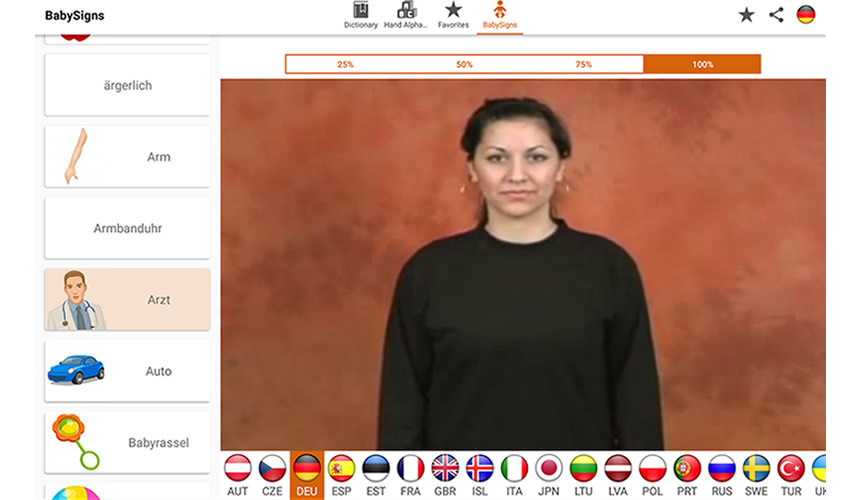 BabySigns
Dictionary
Hand Alpha...
Favorites
BabySigns
25% 50% 75% 100%
ärgerlich
Arm
Armbanduhr
Arzt
Auto
Babyrassel
AUT CZE DEU ESP EST FRA GBR ISL ITA JPN LTU LVA POL PRT RUS SWE TUR